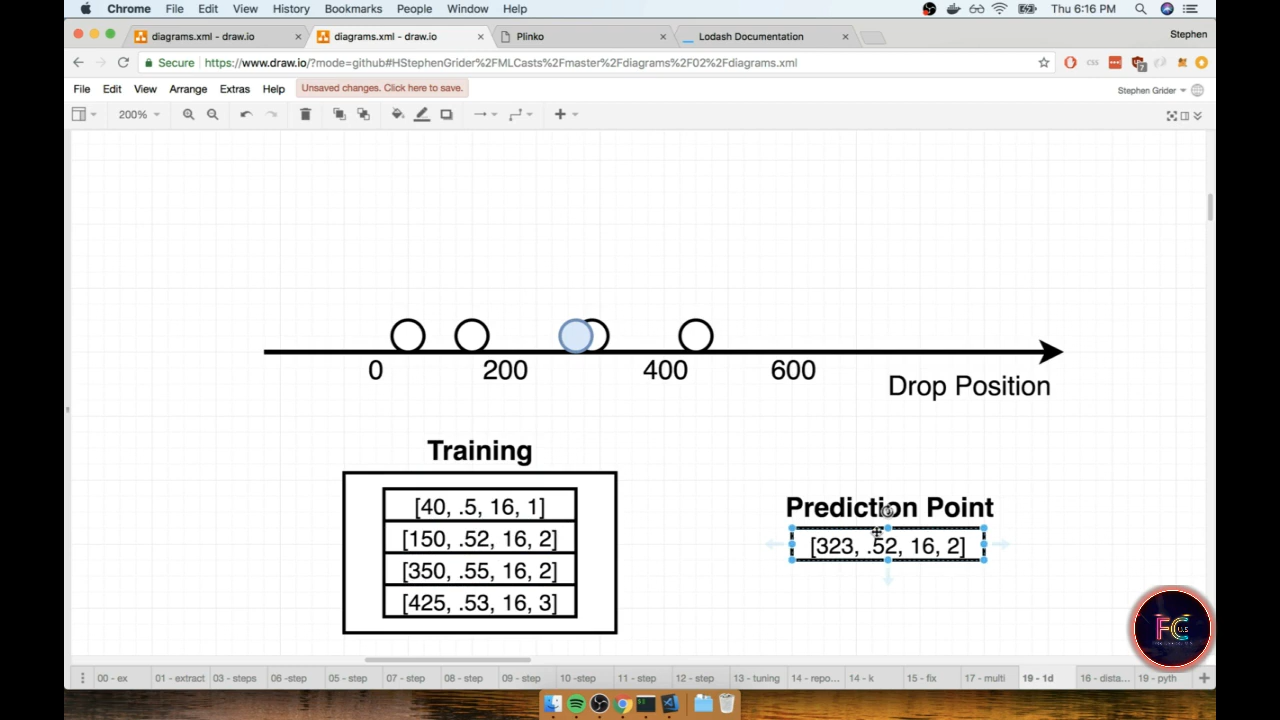 Chrome File Edit View History Bookmarks People Window Help Thu 6:16 PM
diagrams.xml - draw.io diagrams.xml - draw.io Plinko Lodash Documentation Stephen
Secure https://www.draw.io/?mode=github#HStephenGrider%2FMLCasts%2Fmaster%2Fdiagrams%2F02%2Fdiagrams.xml
File Edit View Arrange Extras Help Unsaved changes. Click here to save. Stephen Grider
200%
0 200 400 600
Drop Position
Training
[40, .5, 16, 1]
[150, .52, 16, 2]
[350, .55, 16, 2]
[425, .53, 16, 3]
Prediction Point
[323, .52, 16, 2]
FC
00 - ex 01 - extract 03 - steps 06 -step 05 - step 07 - step 08 - step 09 - step 10 -step 11 - step 12 - step 13 - tuning 14 - repo... 14 - k 15 - fix 17 - multi 19 - 1d 16 - dista... 19 - pyth